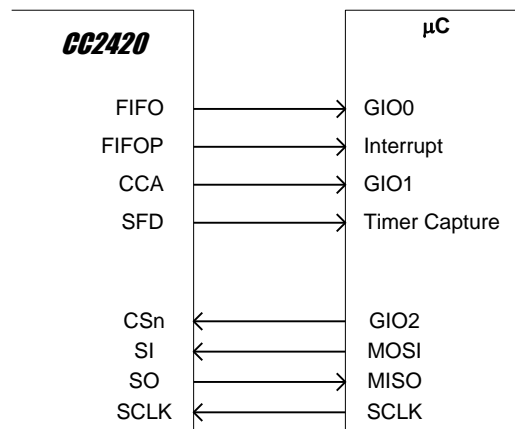 CC2420 μC
FIFO GIO0
FIFOP Interrupt
CCA GIO1
SFD Timer Capture
CSn GIO2
SI MOSI
SO MISO
SCLK SCLK